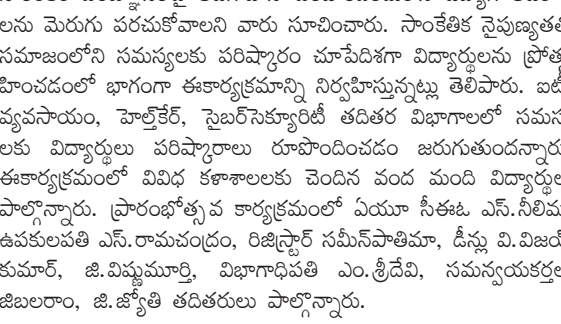 లను మెరుగు పరచుకోవాలని వారు సూచించారు. సాంకేతిక నైపుణ్యతతో
సమాజంలోని సమస్యలకు పరిష్కారం చూపేదిశగా విద్యార్థులను ప్రోత్స
హించడంలో భాగంగా ఈకార్యక్రమాన్ని నిర్వహిస్తున్నట్లు తెలిపారు. ఐటీ
వ్యవసాయం, హెల్త్‌కేర్, సైబర్‌సెక్యూరిటీ తదితర విభాగాలలో సమస్య
లకు విద్యార్థులు పరిష్కారాలు రూపొందించడం జరుగుతుందన్నారు
ఈకార్యక్రమంలో వివిధ కళాశాలలకు చెందిన వంద మంది విద్యార్థుల
పాల్గొన్నారు. ప్రారంభోత్సవ కార్యక్రమంలో ఏయూ సీఈఓ ఎస్.నీలిమ
ఉపకులపతి ఎస్.రామచంద్రం, రిజిస్ట్రార్ సమీన్‌పాతిమా, డీన్లు వి.విజయ్
కుమార్, జి.విష్ణుమూర్తి, విభాగాధిపతి ఎం.శ్రీదేవి, సమన్వయకర్తల
జిబలరాం, జి.జ్యోతి తదితరులు పాల్గొన్నారు.